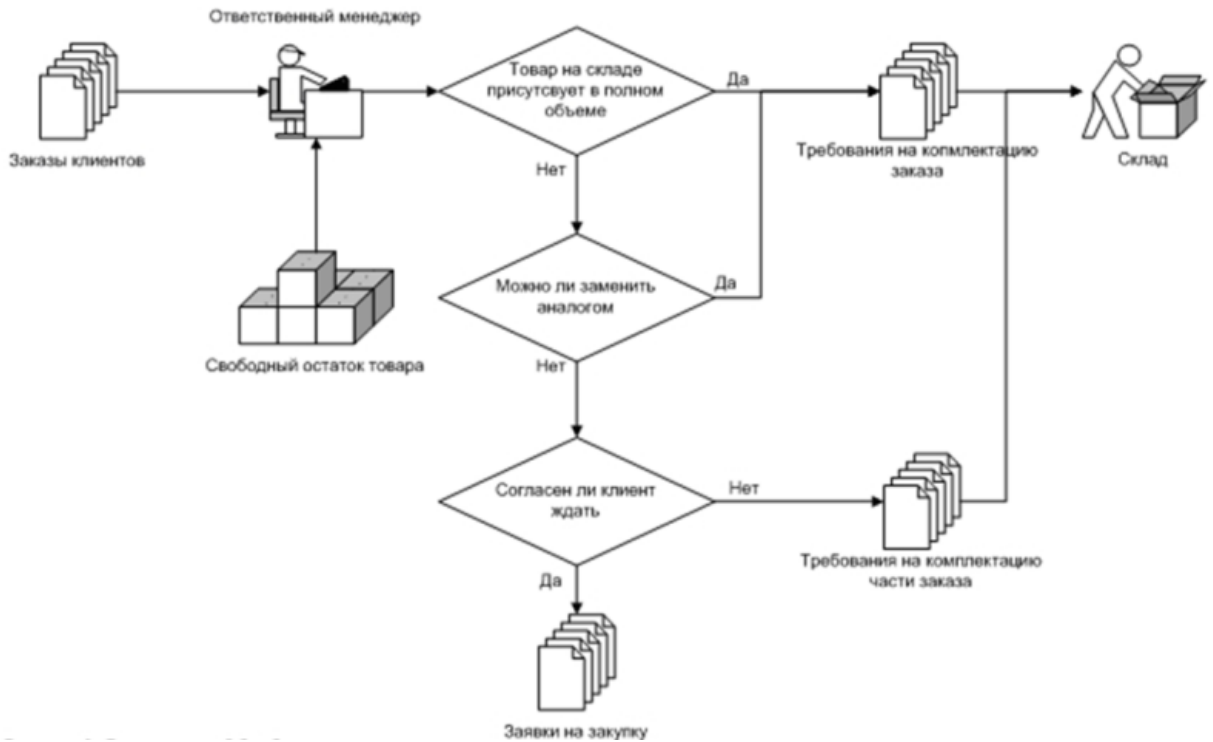 Ответственный менеджер
Заказы клиентов
Товар на складе
присутсвует в полном
объеме
Да
Требования на копмлектацию
заказа
Склад
Нет
Свободный остаток товара
Можно ли заменить
аналогом
Да
Нет
Согласен ли клиент
ждать
Нет
Требования на комплектацию
части заказа
Да
Заявки на закупку